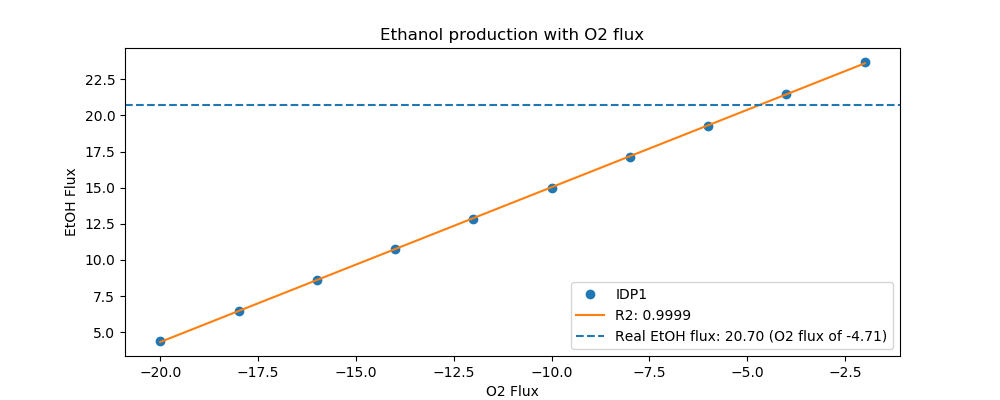 Ethanol production with O2 flux
EtOH Flux
22.5
20.0
17.5
15.0
12.5
10.0
7.5
5.0
IDP1
R2: 0.9999
Real EtOH flux: 20.70 (O2 flux of -4.71)
−20.0 −17.5 −15.0 −12.5 −10.0 −7.5 −5.0 −2.5
O2 Flux